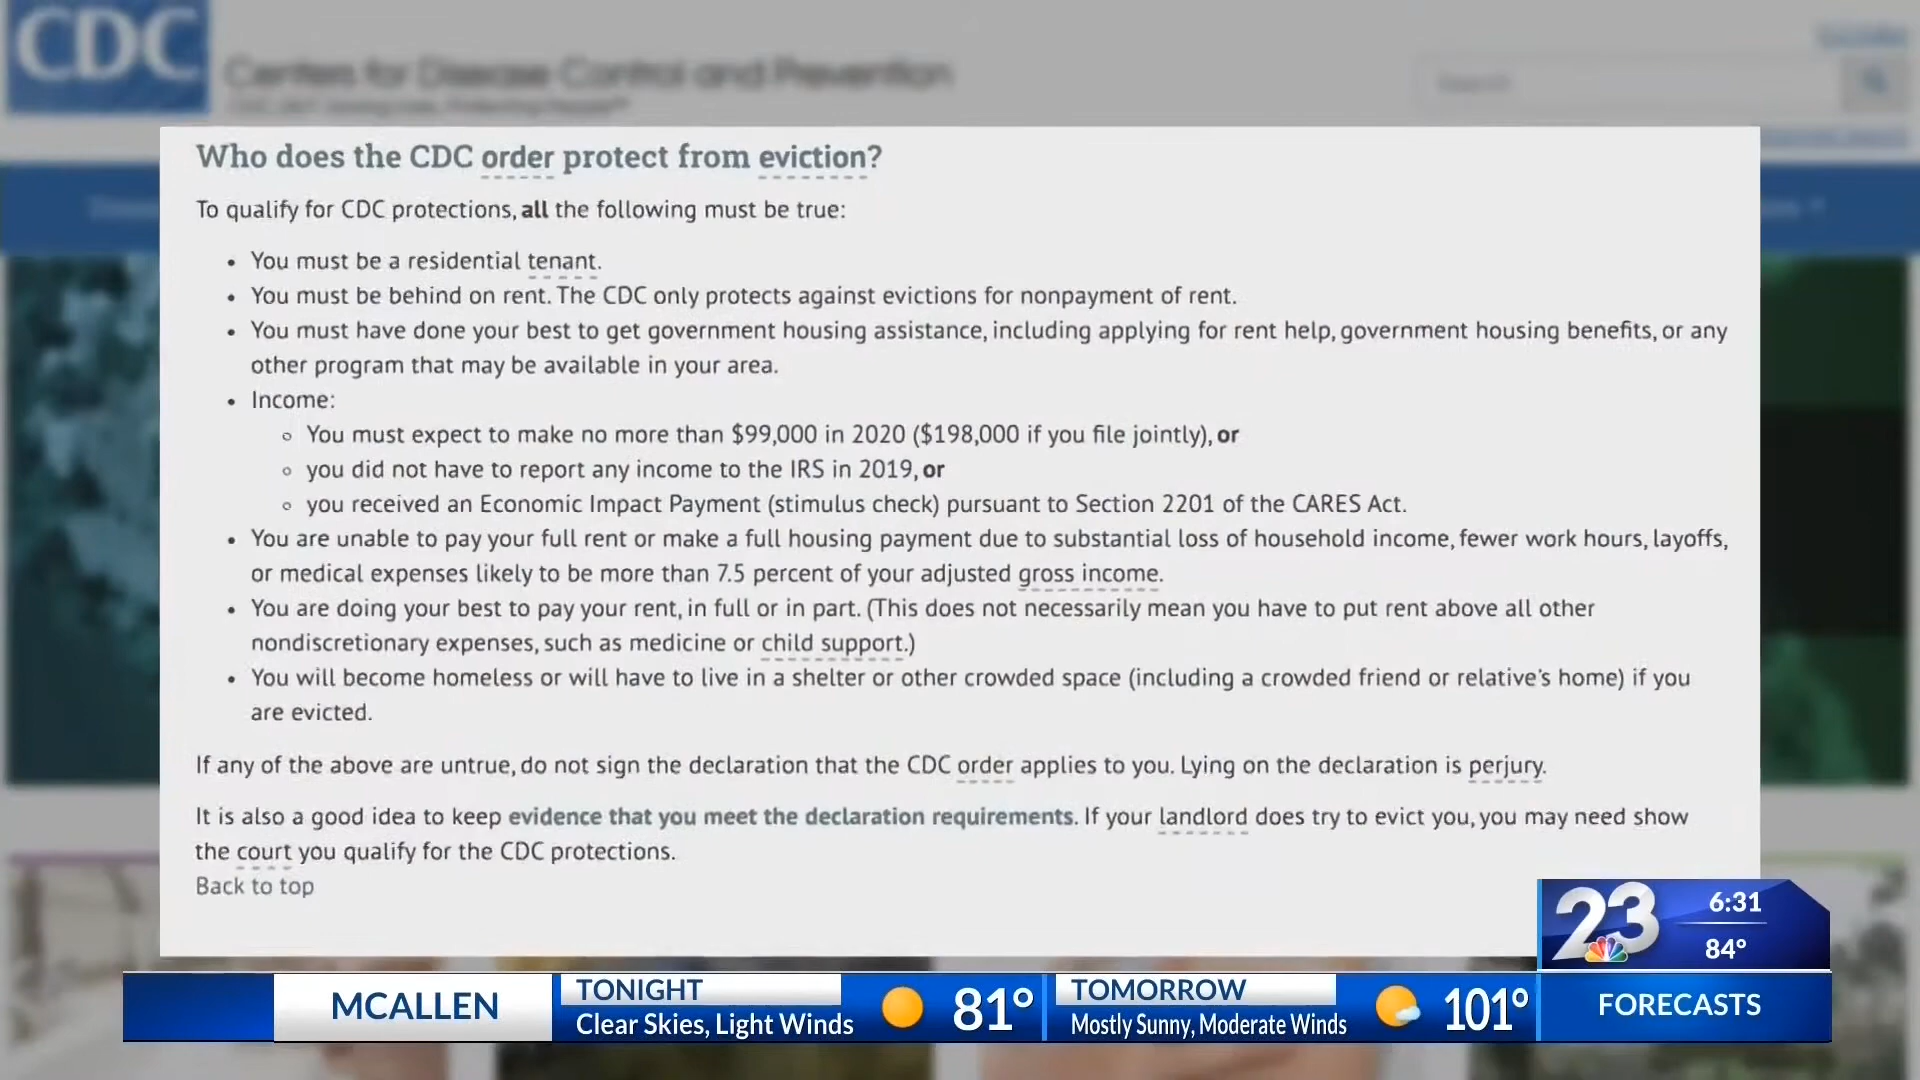 CDC
Centers for Disease Control and Prevention
Search
Who does the CDC order protect from eviction?
To qualify for CDC protections, all the following must be true:
• You must be a residential tenant.
• You must be behind on rent. The CDC only protects against evictions for nonpayment of rent.
• You must have done your best to get government housing assistance, including applying for rent help, government housing benefits, or any
other program that may be available in your area.
• Income:
◦ You must expect to make no more than $99,000 in 2020 ($198,000 if you file jointly), or
◦ you did not have to report any income to the IRS in 2019, or
◦ you received an Economic Impact Payment (stimulus check) pursuant to Section 2201 of the CARES Act.
• You are unable to pay your full rent or make a full housing payment due to substantial loss of household income, fewer work hours, layoffs,
or medical expenses likely to be more than 7.5 percent of your adjusted gross income.
• You are doing your best to pay your rent, in full or in part. (This does not necessarily mean you have to put rent above all other
nondiscretionary expenses, such as medicine or child support.)
• You will become homeless or will have to live in a shelter or other crowded space (including a crowded friend or relative's home) if you
are evicted.
If any of the above are untrue, do not sign the declaration that the CDC order applies to you. Lying on the declaration is perjury.
It is also a good idea to keep evidence that you meet the declaration requirements. If your landlord does try to evict you, you may need show
the court you qualify for the CDC protections.
Back to top
23
6:31
84°
MCALLEN
TONIGHT
Clear Skies, Light Winds
81°
TOMORROW
Mostly Sunny, Moderate Winds
101°
FORECASTS